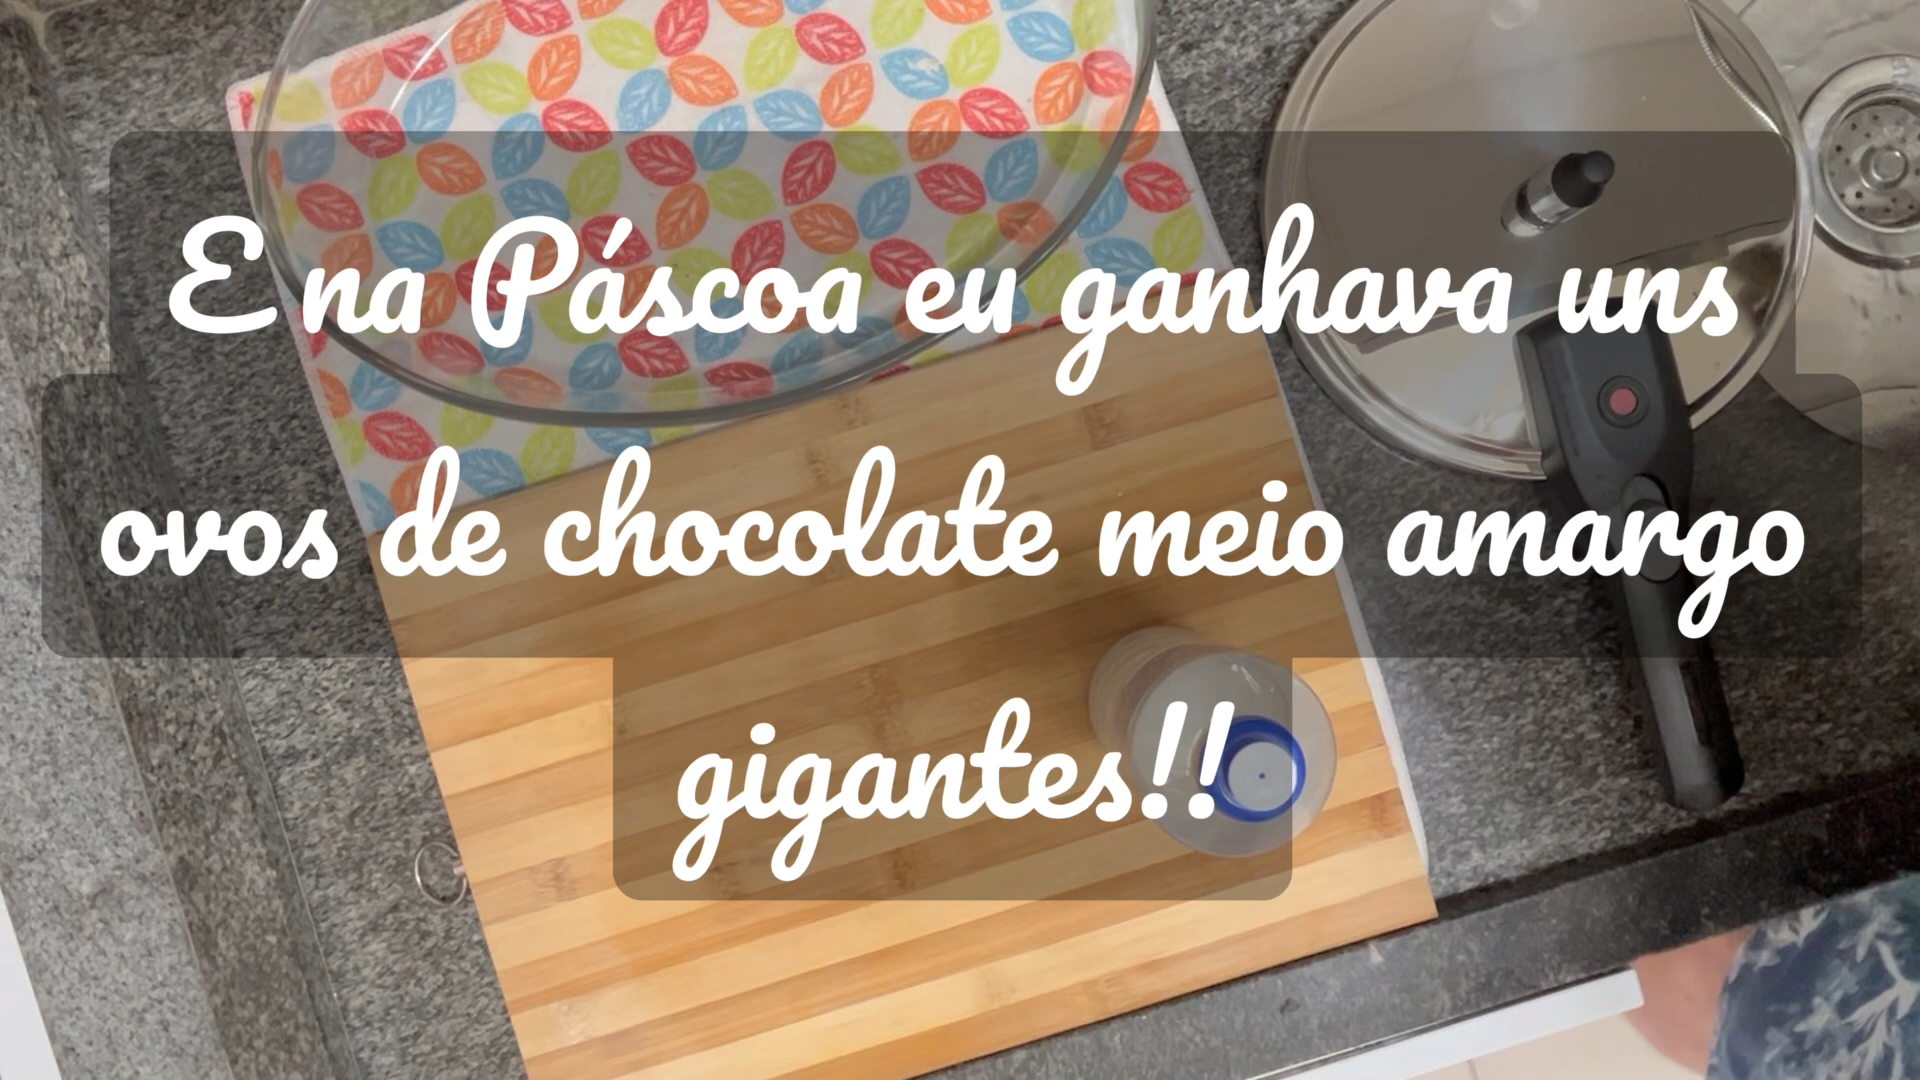 E na Páscoa eu ganhava uns
ovos de chocolate meio amargo
gigantes!!